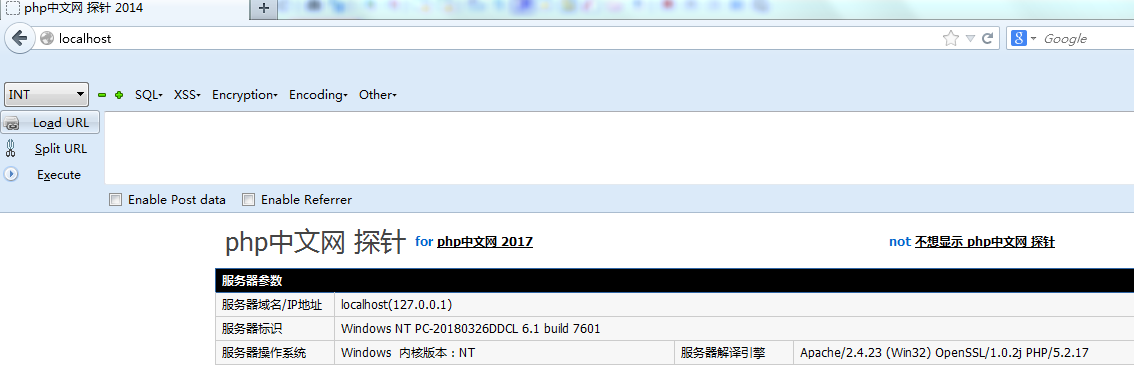 php中文网 探针 2014
localhost
Google
INT SQL XSS Encryption Encoding Other
Load URL
Split URL
Execute
Enable Post data Enable Referrer
php中文网 探针 for php中文网 2017 not 不想显示 php中文网 探针
服务器参数
服务器域名/IP地址 localhost(127.0.0.1)
服务器标识 Windows NT PC-20180326DDCL 6.1 build 7601
服务器操作系统 Windows 内核版本：NT 服务器解译引擎 Apache/2.4.23 (Win32) OpenSSL/1.0.2j PHP/5.2.17